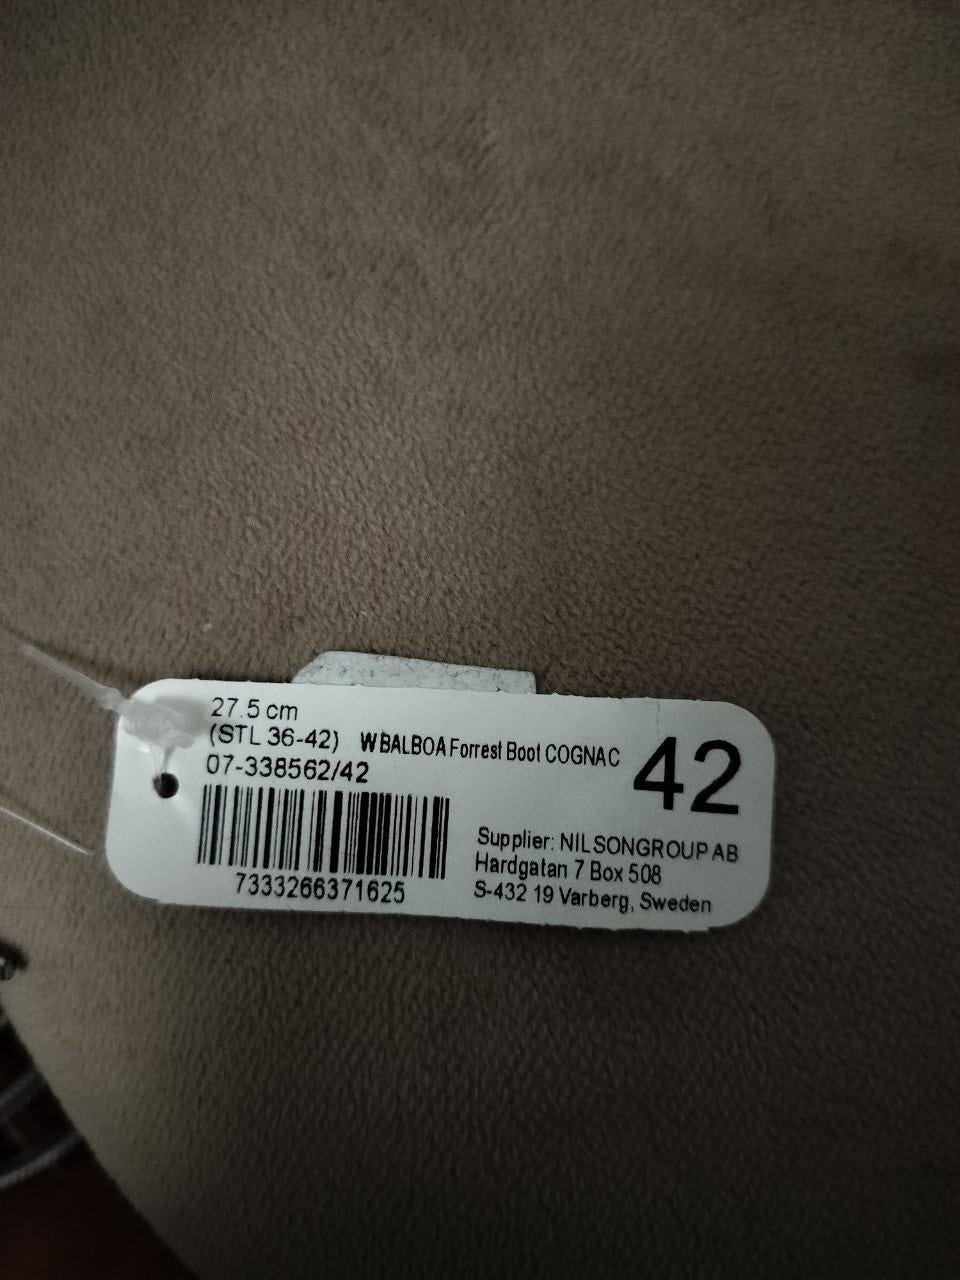 27.5 cm
(STL 36-42) W BALBOA Forrest Boot COGNAC
07-338562/42
42
7333266371625
Supplier: NILSONGROUP AB
Hardgatan 7 Box 508
S-432 19 Varberg, Sweden